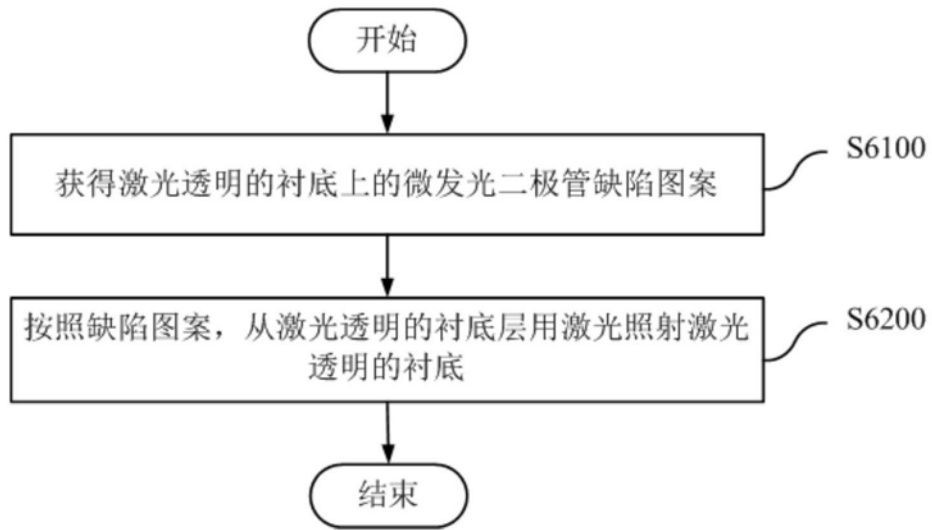 开始
获得激光透明的衬底上的微发光二极管缺陷图案
S6100
按照缺陷图案，从激光透明的衬底层用激光照射激光
透明的衬底
S6200
结束